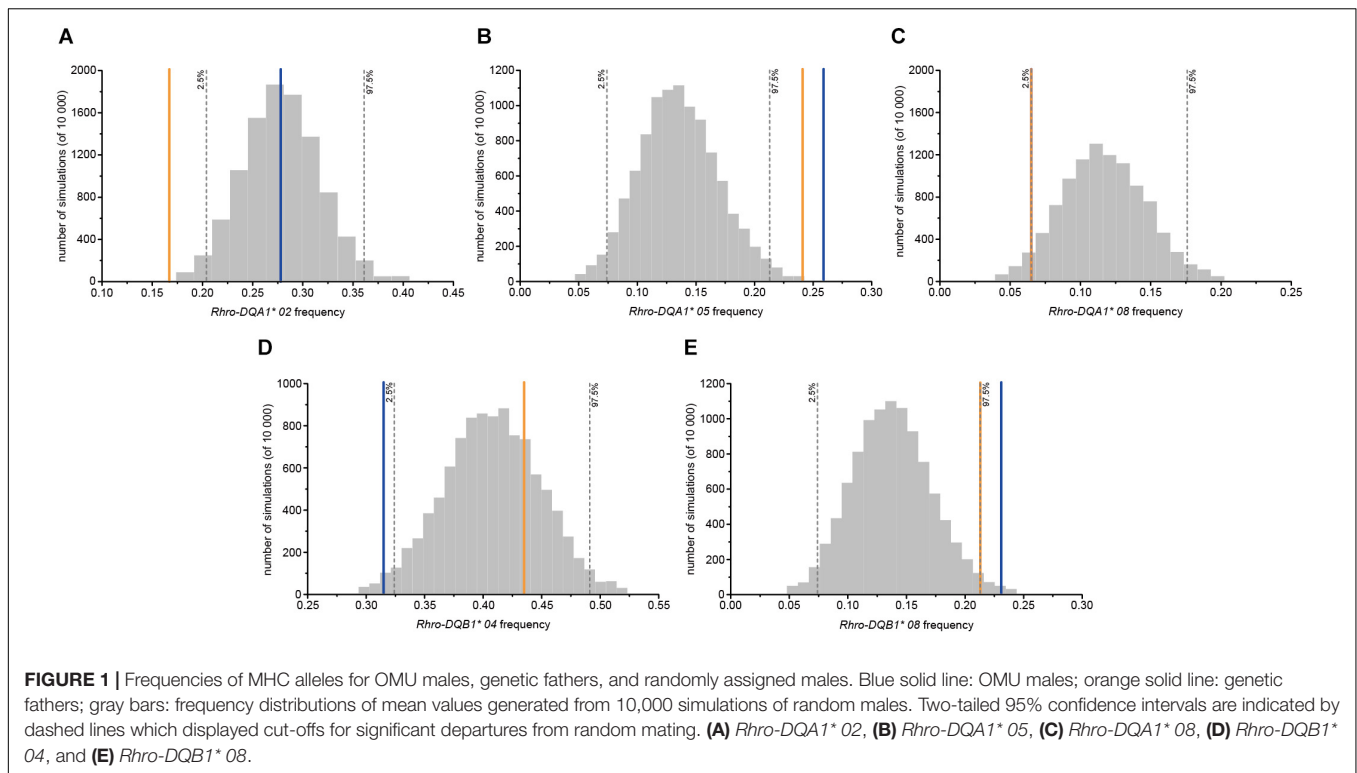 A
B
C
number of simulations (of 10 000)
2000
1600
1200
800
400
0
2.5%
97.5%
0.10 0.15 0.20 0.25 0.30 0.35 0.40 0.45
Rhro-DQA1* 02 frequency
number of simulations (of 10 000)
1200
1000
800
600
400
200
0
2.5%
97.5%
0.00 0.05 0.10 0.15 0.20 0.25 0.30
Rhro-DQA1* 05 frequency
number of simulations (of 10 000)
2000
1600
1200
800
400
0
2.5%
97.5%
0.00 0.05 0.10 0.15 0.20 0.25
Rhro-DQA1* 08 frequency
D
E
number of simulations (of 10 000)
1000
800
600
400
200
0
2.5%
97.5%
0.25 0.30 0.35 0.40 0.45 0.50 0.55
Rhro-DQB1* 04 frequency
number of simulations (of 10 000)
1200
1000
800
600
400
200
0
2.5%
97.5%
0.00 0.05 0.10 0.15 0.20 0.25 0.30
Rhro-DQB1* 08 frequency
FIGURE 1 | Frequencies of MHC alleles for OMU males, genetic fathers, and randomly assigned males. Blue solid line: OMU males; orange solid line: genetic
fathers; gray bars: frequency distributions of mean values generated from 10,000 simulations of random males. Two-tailed 95% confidence intervals are indicated by
dashed lines which displayed cut-offs for significant departures from random mating. (A) Rhro-DQA1* 02, (B) Rhro-DQA1* 05, (C) Rhro-DQA1* 08, (D) Rhro-DQB1*
04, and (E) Rhro-DQB1* 08.